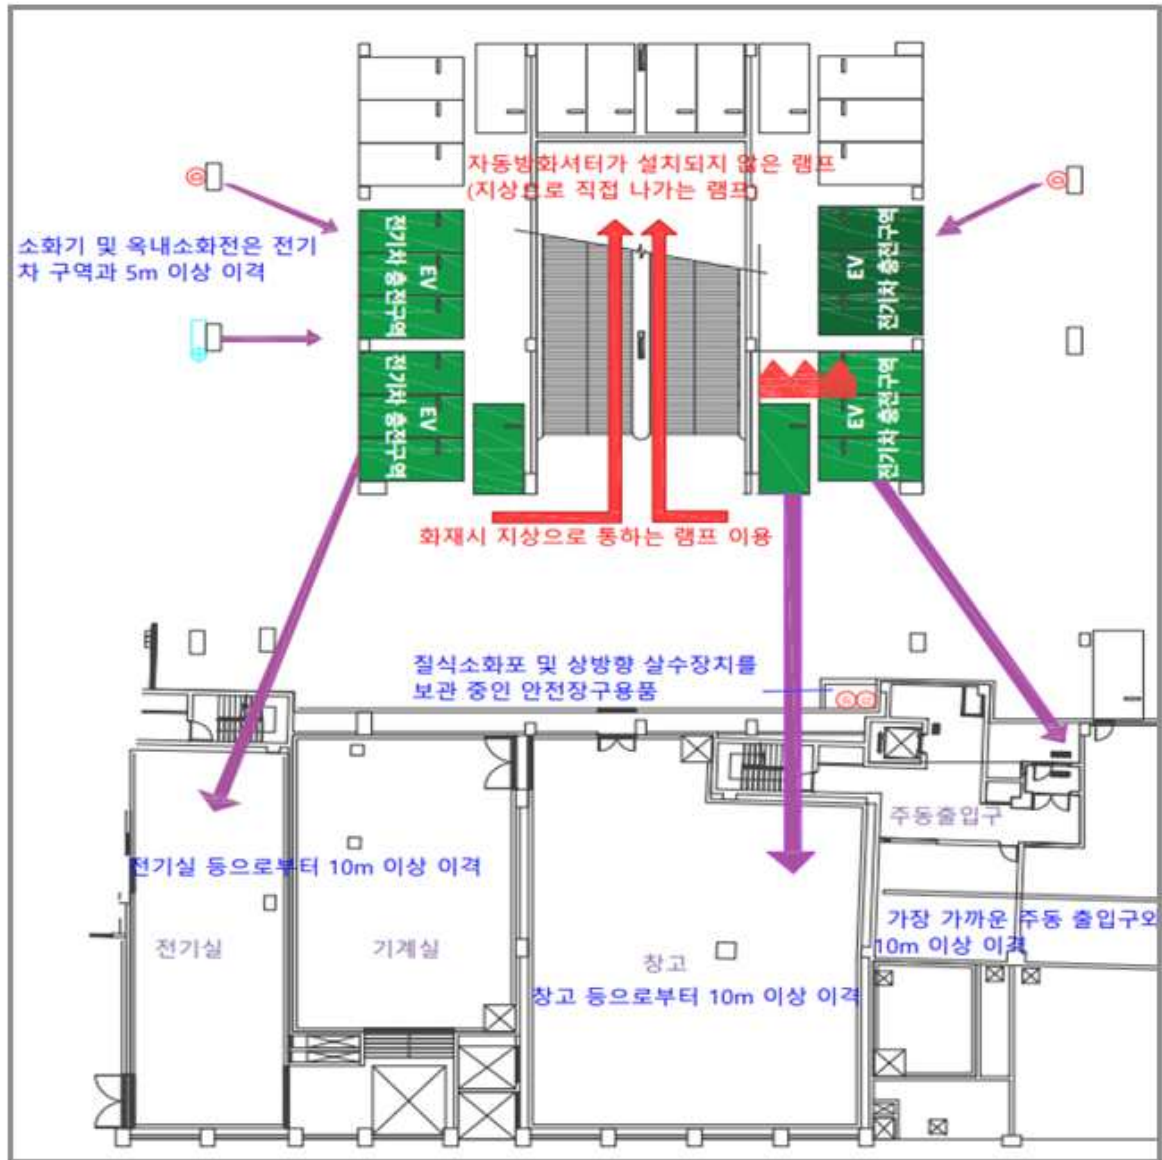 자동방화셔터가 설치되지 않은 램프
(지상으로 직접 나가는 램프)
소화기 및 옥내소화전은 전기
차 구역과 5m 이상 이격
전기차 충전구역
EV
EV
전기차 충전구역
전기차 충전구역
EV
EV
전기차 충전구역
화재시 지상으로 통하는 램프 이용
질식소화포 및 상방향 살수장치를
보관 중인 안전장구용품
주동출입구
전기실 등으로부터 10m 이상 이격
가장 가까운 주동 출입구와
10m 이상 이격
전기실
기계실
창고
창고 등으로부터 10m 이상 이격